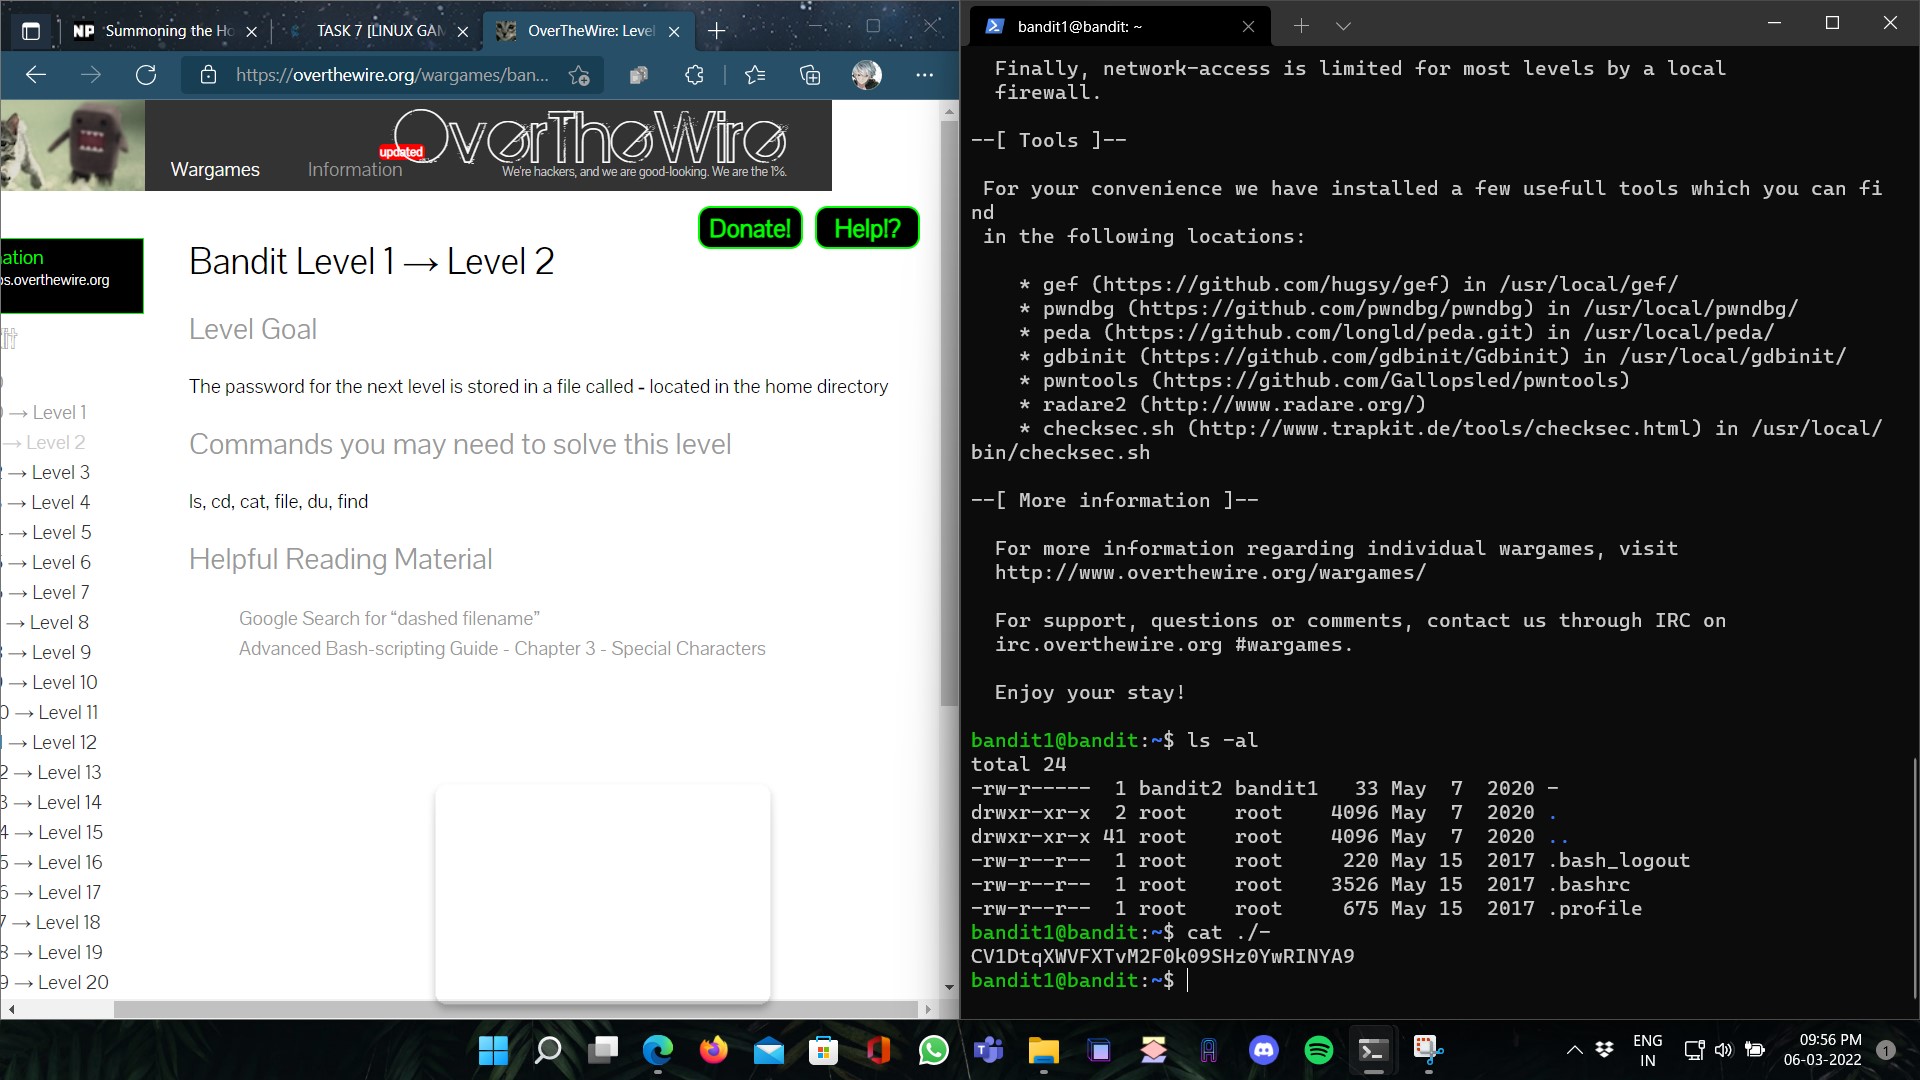 NP Summoning the Ho
TASK 7 [LINUX GAM
OverTheWire: Level
https://overthewire.org/wargames/ban...
OverTheWire
updated
We're hackers, and we are good-looking. We are the 1%.
Wargames Information
Donate! Help!?
ation
os.overthewire.org
Bandit Level 1 → Level 2
Level Goal
The password for the next level is stored in a file called - located in the home directory
Commands you may need to solve this level
ls, cd, cat, file, du, find
Helpful Reading Material
Google Search for “dashed filename”
Advanced Bash-scripting Guide - Chapter 3 - Special Characters
→ Level 1
→ Level 2
→ Level 3
→ Level 4
→ Level 5
→ Level 6
→ Level 7
→ Level 8
→ Level 9
→ Level 10
0 → Level 11
→ Level 12
2 → Level 13
3 → Level 14
4 → Level 15
5 → Level 16
6 → Level 17
7 → Level 18
8 → Level 19
9 → Level 20
bandit1@bandit: ~
Finally, network-access is limited for most levels by a local
firewall.
--[ Tools ]--
For your convenience we have installed a few usefull tools which you can fi
nd
in the following locations:
* gef (https://github.com/hugsy/gef) in /usr/local/gef/
* pwndbg (https://github.com/pwndbg/pwndbg) in /usr/local/pwndbg/
* peda (https://github.com/longld/peda.git) in /usr/local/peda/
* gdbinit (https://github.com/gdbinit/Gdbinit) in /usr/local/gdbinit/
* pwntools (https://github.com/Gallopsled/pwntools)
* radare2 (http://www.radare.org/)
* checksec.sh (http://www.trapkit.de/tools/checksec.html) in /usr/local/
bin/checksec.sh
--[ More information ]--
For more information regarding individual wargames, visit
http://www.overthewire.org/wargames/
For support, questions or comments, contact us through IRC on
irc.overthewire.org #wargames.
Enjoy your stay!
bandit1@bandit:~$ ls -al
total 24
-rw-r----- 1 bandit2 bandit1 33 May 7 2020 -
drwxr-xr-x 2 root root 4096 May 7 2020 .
drwxr-xr-x 41 root root 4096 May 7 2020 ..
-rw-r--r-- 1 root root 220 May 15 2017 .bash_logout
-rw-r--r-- 1 root root 3526 May 15 2017 .bashrc
-rw-r--r-- 1 root root 675 May 15 2017 .profile
bandit1@bandit:~$ cat ./-
CV1DtqXWVFXTvM2F0k09SHz0YwRINYA9
bandit1@bandit:~$
ENG
IN
09:56 PM
06-03-2022
1